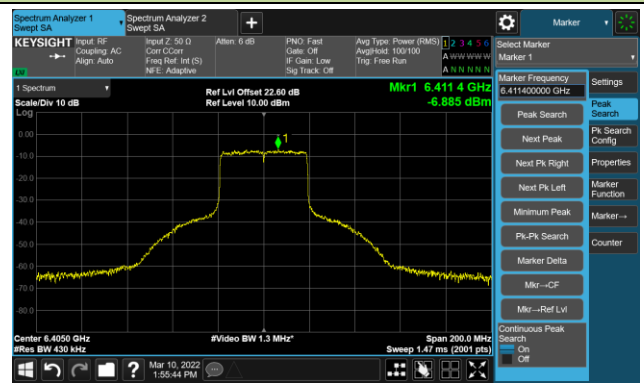 Spectrum Analyzer 1
Swept SA
Spectrum Analyzer 2
Swept SA
+
Marker
KEYSIGHT
Input: RF
Coupling: AC
Align: Auto
Input Z: 50 Ω
Corr CCorr
Freq Ref: Int (S)
NFE: Adaptive
Atten: 6 dB
PNO: Fast
Gate: Off
IF Gain: Low
Sig Track: Off
Avg Type: Power (RMS)
Avg|Hold: 100/100
Trig: Free Run
1 2 3 4 5 6
A W W W W W
A N N N N N
LW
Select Marker
Marker 1
1 Spectrum
Scale/Div 10 dB
Log
Ref Lvl Offset 22.60 dB
Ref Level 10.00 dBm
Mkr1 6.411 4 GHz
-6.885 dBm
1
0.00
-10.0
-20.0
-30.0
-40.0
-50.0
-60.0
-70.0
-80.0
Center 6.4050 GHz
#Res BW 430 kHz
#Video BW 1.3 MHz*
Span 200.0 MHz
Sweep 1.47 ms (2001 pts)
Marker Frequency
6.411400000 GHz
Peak Search
Next Peak
Next Pk Right
Next Pk Left
Minimum Peak
Pk-Pk Search
Marker Delta
Mkr→CF
Mkr→Ref Lvl
Continuous Peak
Search
On
Off
Settings
Peak
Search
Pk Search
Config
Properties
Marker
Function
Marker→
Counter
?
Mar 10, 2022
1:55:44 PM